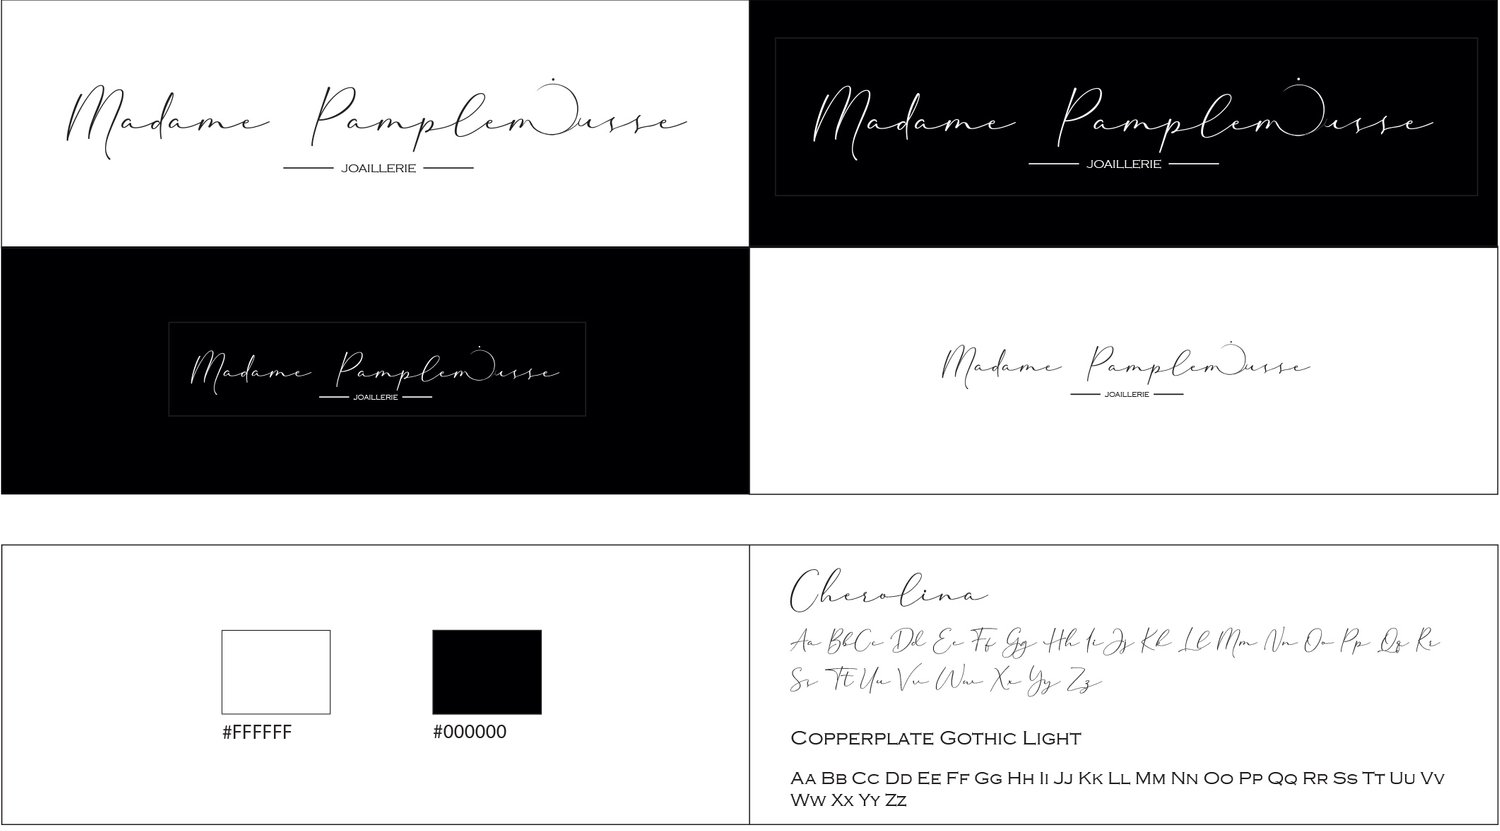 Madame Pamplemousse
JOAILLERIE
Madame Pamplemousse
JOAILLERIE
Madame Pamplemousse
JOAILLERIE
Madame Pamplemousse
JOAILLERIE
#FFFFFF
#000000
Cherolina
Aa Bb Cc Dd Ee Ff Gg Hh Ii Jj Kk Ll Mm Nn Oo Pp Qq Rr
Ss Tt Uu Vv Ww Xx Yy Zz
Copperplate Gothic Light
Aa Bb Cc Dd Ee Ff Gg Hh Ii Jj Kk Ll Mm Nn Oo Pp Qq Rr Ss Tt Uu Vv
Ww Xx Yy Zz